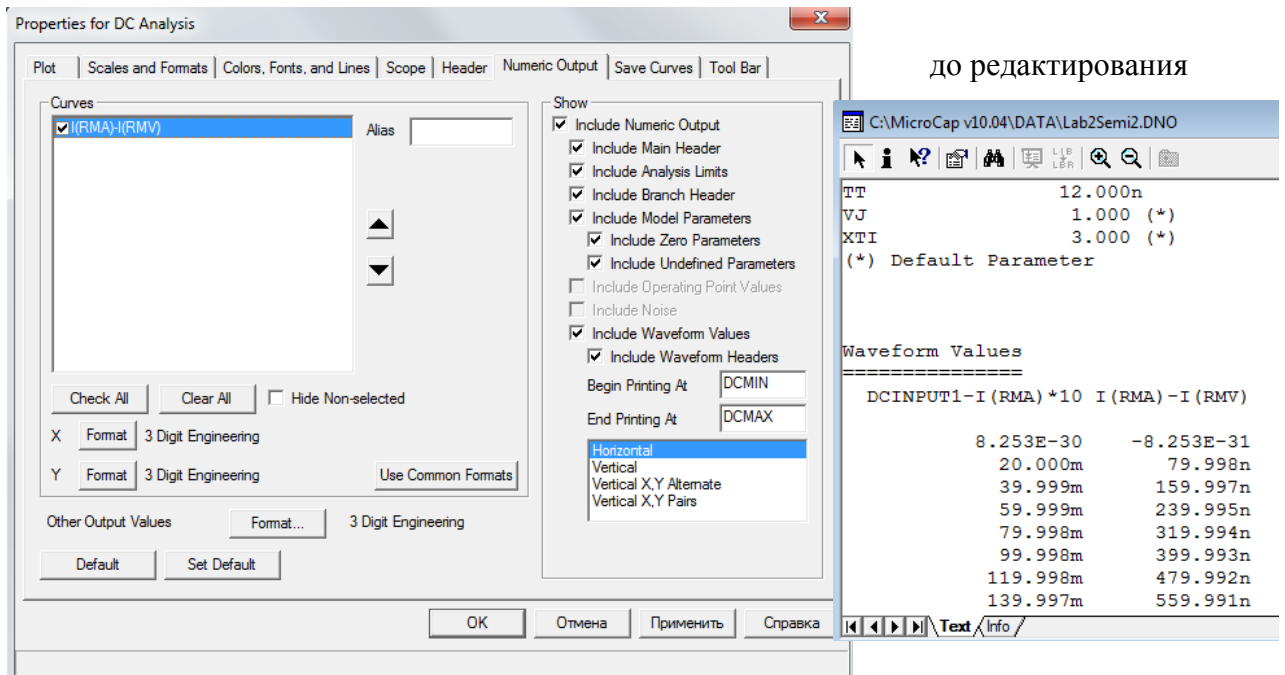 Properties for DC Analysis
Plot
Scales and Formats
Colors, Fonts, and Lines
Scope
Header
Numeric Output
Save Curves
Tool Bar
Curves
I(RMA)-I(RMV)
Alias
Check All
Clear All
Hide Non-selected
X Format 3 Digit Engineering
Y Format 3 Digit Engineering
Use Common Formats
Other Output Values Format... 3 Digit Engineering
Default
Set Default
Show
Include Numeric Output
Include Main Header
Include Analysis Limits
Include Branch Header
Include Model Parameters
Include Zero Parameters
Include Undefined Parameters
Include Operating Point Values
Include Noise
Include Waveform Values
Include Waveform Headers
Begin Printing At DCMIN
End Printing At DCMAX
Horizontal
Vertical
Vertical X,Y Alternate
Vertical X,Y Pairs
OK
Отмена
Применить
Справка
до редактирования
C:\MicroCap v10.04\DATA\Lab2Semi2.DNO
LIB
LBR
TT 12.000n
VJ 1.000 (*)
XTI 3.000 (*)
(*) Default Parameter
Waveform Values
===============
DCINPUT1-I(RMA)*10 I(RMA)-I(RMV)
8.253E-30 -8.253E-31
20.000m 79.998n
39.999m 159.997n
59.999m 239.995n
79.998m 319.994n
99.998m 399.993n
119.998m 479.992n
139.997m 559.991n
Text
Info